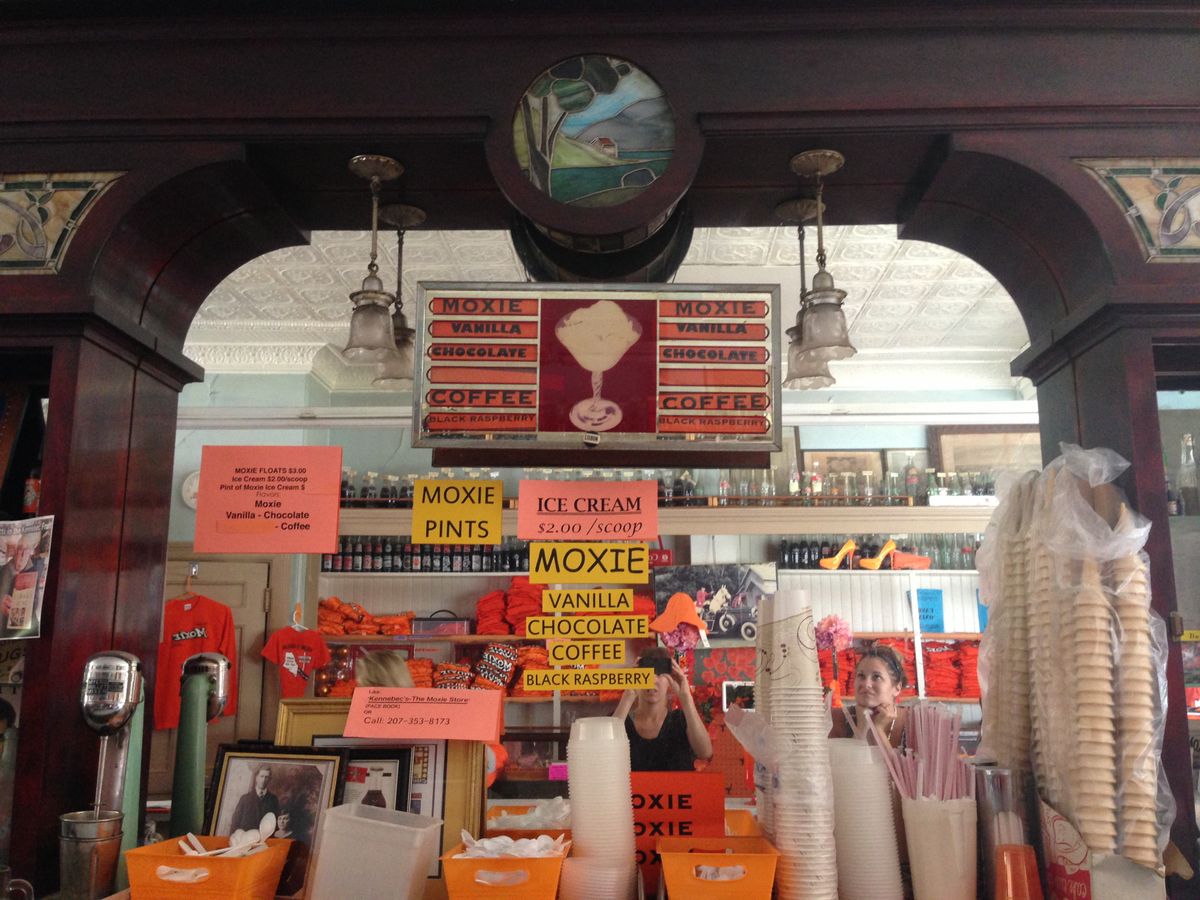 MOXIE
VANILLA
CHOCOLATE
COFFEE
BLACK RASPBERRY
MOXIE
VANILLA
CHOCOLATE
COFFEE
BLACK RASPBERRY
MOXIE FLOATS $3.00
Ice Cream $2.00/scoop
Pint of Moxie Ice Cream $
Flavors
Moxie
Vanilla - Chocolate
- Coffee
MOXIE
PINTS
ICE CREAM
$2.00 /SCOOP
MOXIE
VANILLA
CHOCOLATE
COFFEE
BLACK RASPBERRY
Like:
'Kennebec's-The Moxie Store'
(FACE BOOK)
OR
Call: 207-353-8173
MOXIE
OXIE
OXIE